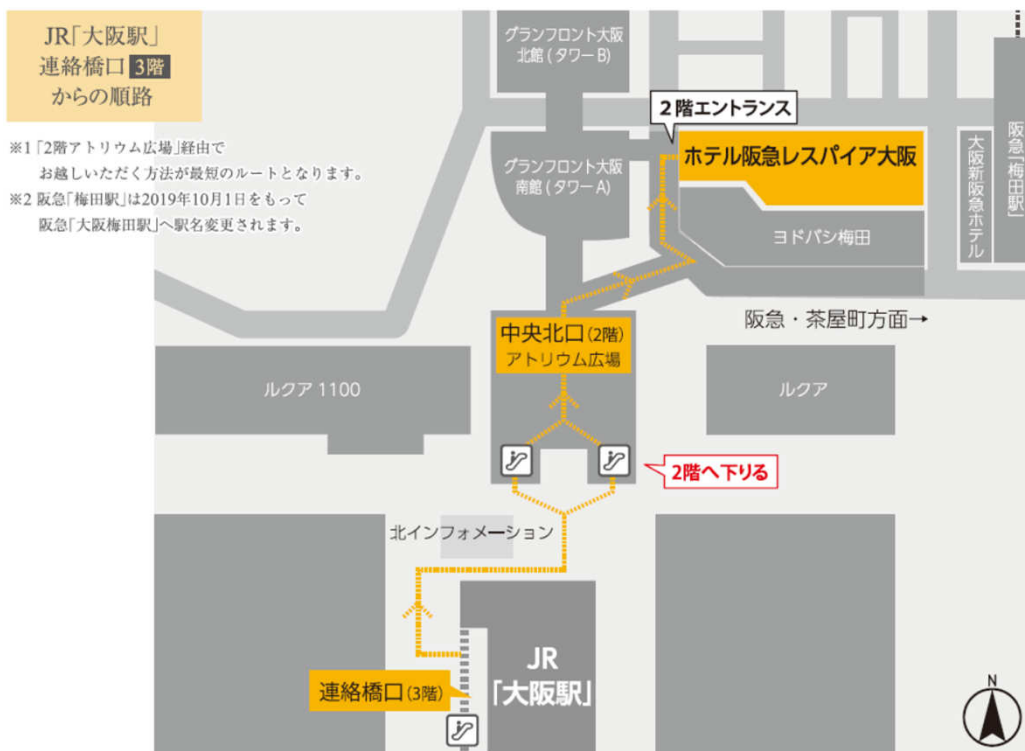 JR「大阪駅」
連絡橋口 3階
からの順路
※1「2階アトリウム広場」経由で
お越しいただく方法が最短のルートとなります。
※2 阪急「梅田駅」は2019年10月1日をもって
阪急「大阪梅田駅」へ駅名変更されます。
グランフロント大阪
北館(タワーB)
2階エントランス
ホテル阪急レスパイア大阪
グランフロント大阪
南館(タワーA)
ヨドバシ梅田
大阪新阪急ホテル
阪急「梅田駅」
阪急・茶屋町方面→
中央北口(2階)
アトリウム広場
ルクア 1100
ルクア
2階へ下りる
北インフォメーション
JR
「大阪駅」
連絡橋口(3階)
N